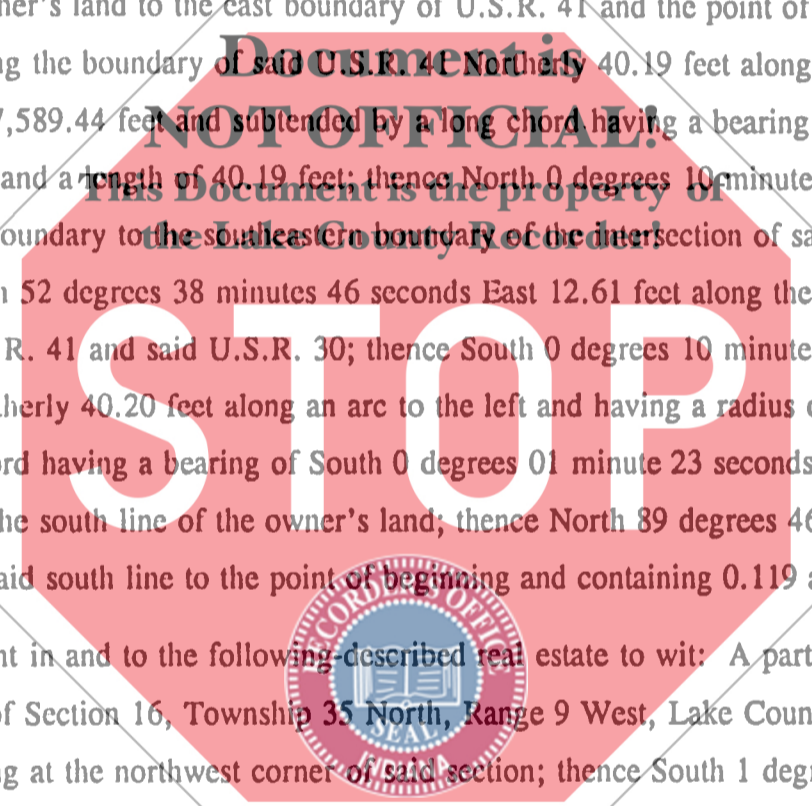 ner's land to the east boundary of U.S.R. 41 and the point of
Document is
ng the boundary of said U.S.R. 41 Northerly 40.19 feet along
NOT OFFICIAL!
7,589.44 feet and subtended by a long chord having a bearing
This Document is the property of
and a length of 40.19 feet; thence North 0 degrees 10 minute
the Lake County Recorder!
oundary to the southeastern boundary of the intersection of sa
52 degrees 38 minutes 46 seconds East 12.61 feet along the
STOP
R. 41 and said U.S.R. 30; thence South 0 degrees 10 minute
herly 40.20 feet along an arc to the left and having a radius
rd having a bearing of South 0 degrees 01 minute 23 seconds
he south line of the owner's land; thence North 89 degrees 46
aid south line to the point of beginning and containing 0.119
RECORDER'S OFFICE
SEAL
INDIANA
nt in and to the following-described real estate to wit: A part
of Section 16, Township 35 North, Range 9 West, Lake Coun
ng at the northwest corner of said section; thence South 1 deg